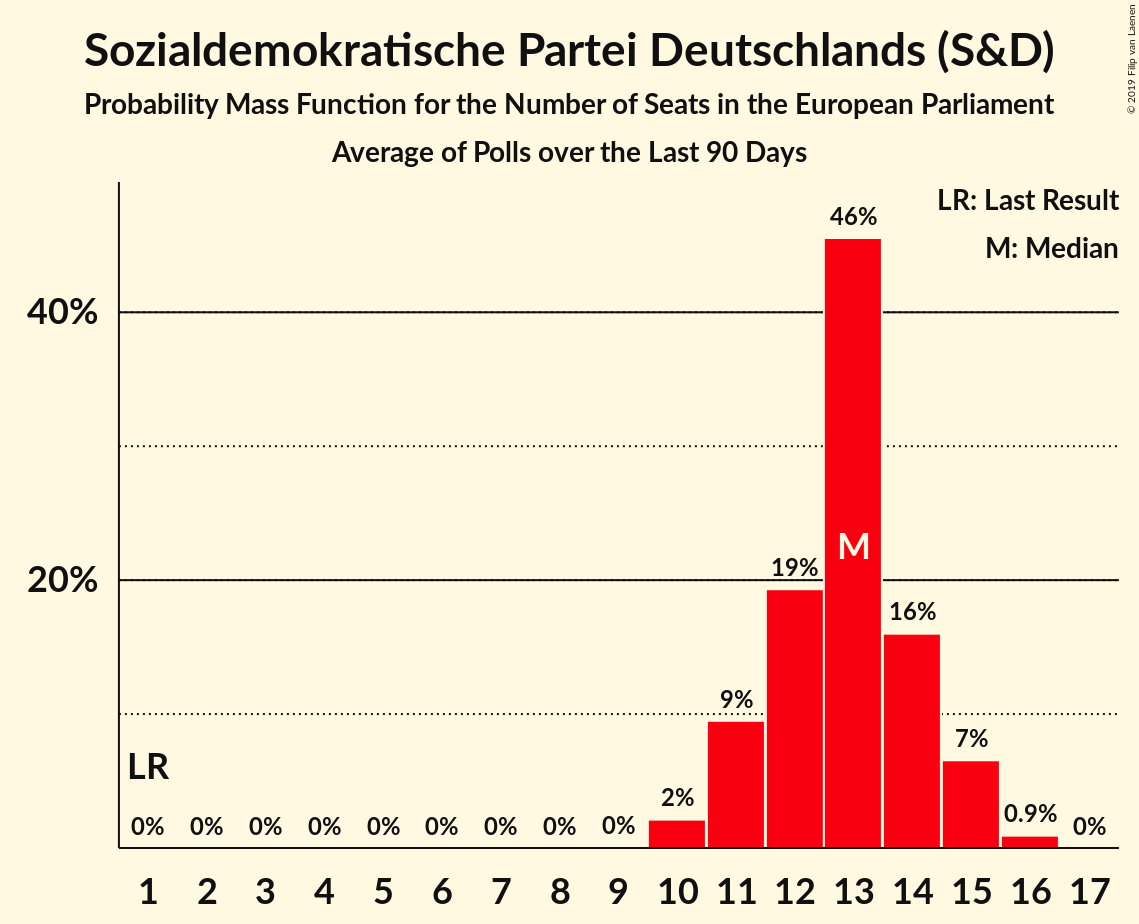 Sozialdemokratische Partei Deutschlands (S&D)
Probability Mass Function for the Number of Seats in the European Parliament
Average of Polls over the Last 90 Days
© 2019 Filip van Laenen
LR: Last Result
M: Median
46%
40%
M
20%
19%
16%
9%
7%
LR
2%
0.9%
0% 0% 0% 0% 0% 0% 0% 0% 0% 0%
1 2 3 4 5 6 7 8 9 10 11 12 13 14 15 16 17